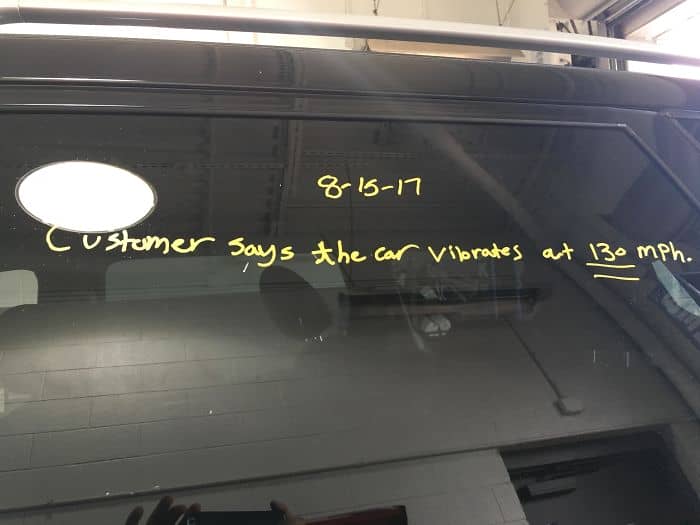 8-15-17
Customer says the car vibrates at 130 mph.